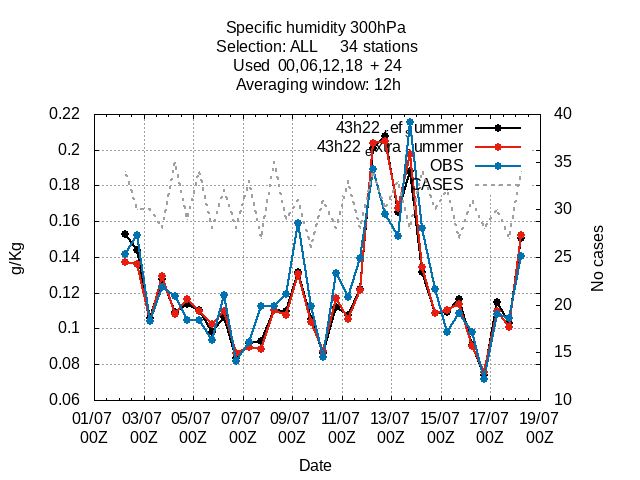 Specific humidity 300hPa
Selection: ALL 34 stations
Used 00,06,12,18 + 24
Averaging window: 12h
43h22_ref_summer
43h22_extra_summer
OBS
CASES
0.22
0.2
0.18
0.16
0.14
0.12
0.1
0.08
0.06
g/Kg
40
35
30
25
20
15
10
No cases
01/07 00Z
03/07 00Z
05/07 00Z
07/07 00Z
09/07 00Z
11/07 00Z
13/07 00Z
15/07 00Z
17/07 00Z
19/07 00Z
Date